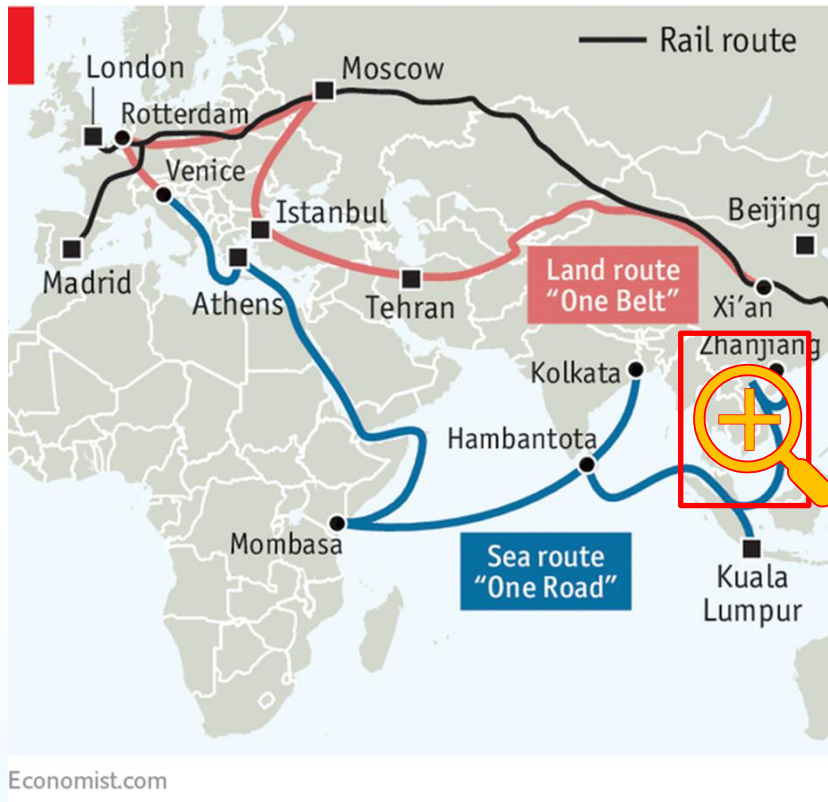 Rail route
London
Moscow
Rotterdam
Venice
Istanbul
Beijing
Madrid
Athens
Tehran
Land route
“One Belt”
Xi’an
Zhanjiang
Kolkata
Hambantota
Mombasa
Sea route
“One Road”
Kuala
Lumpur
Economist.com